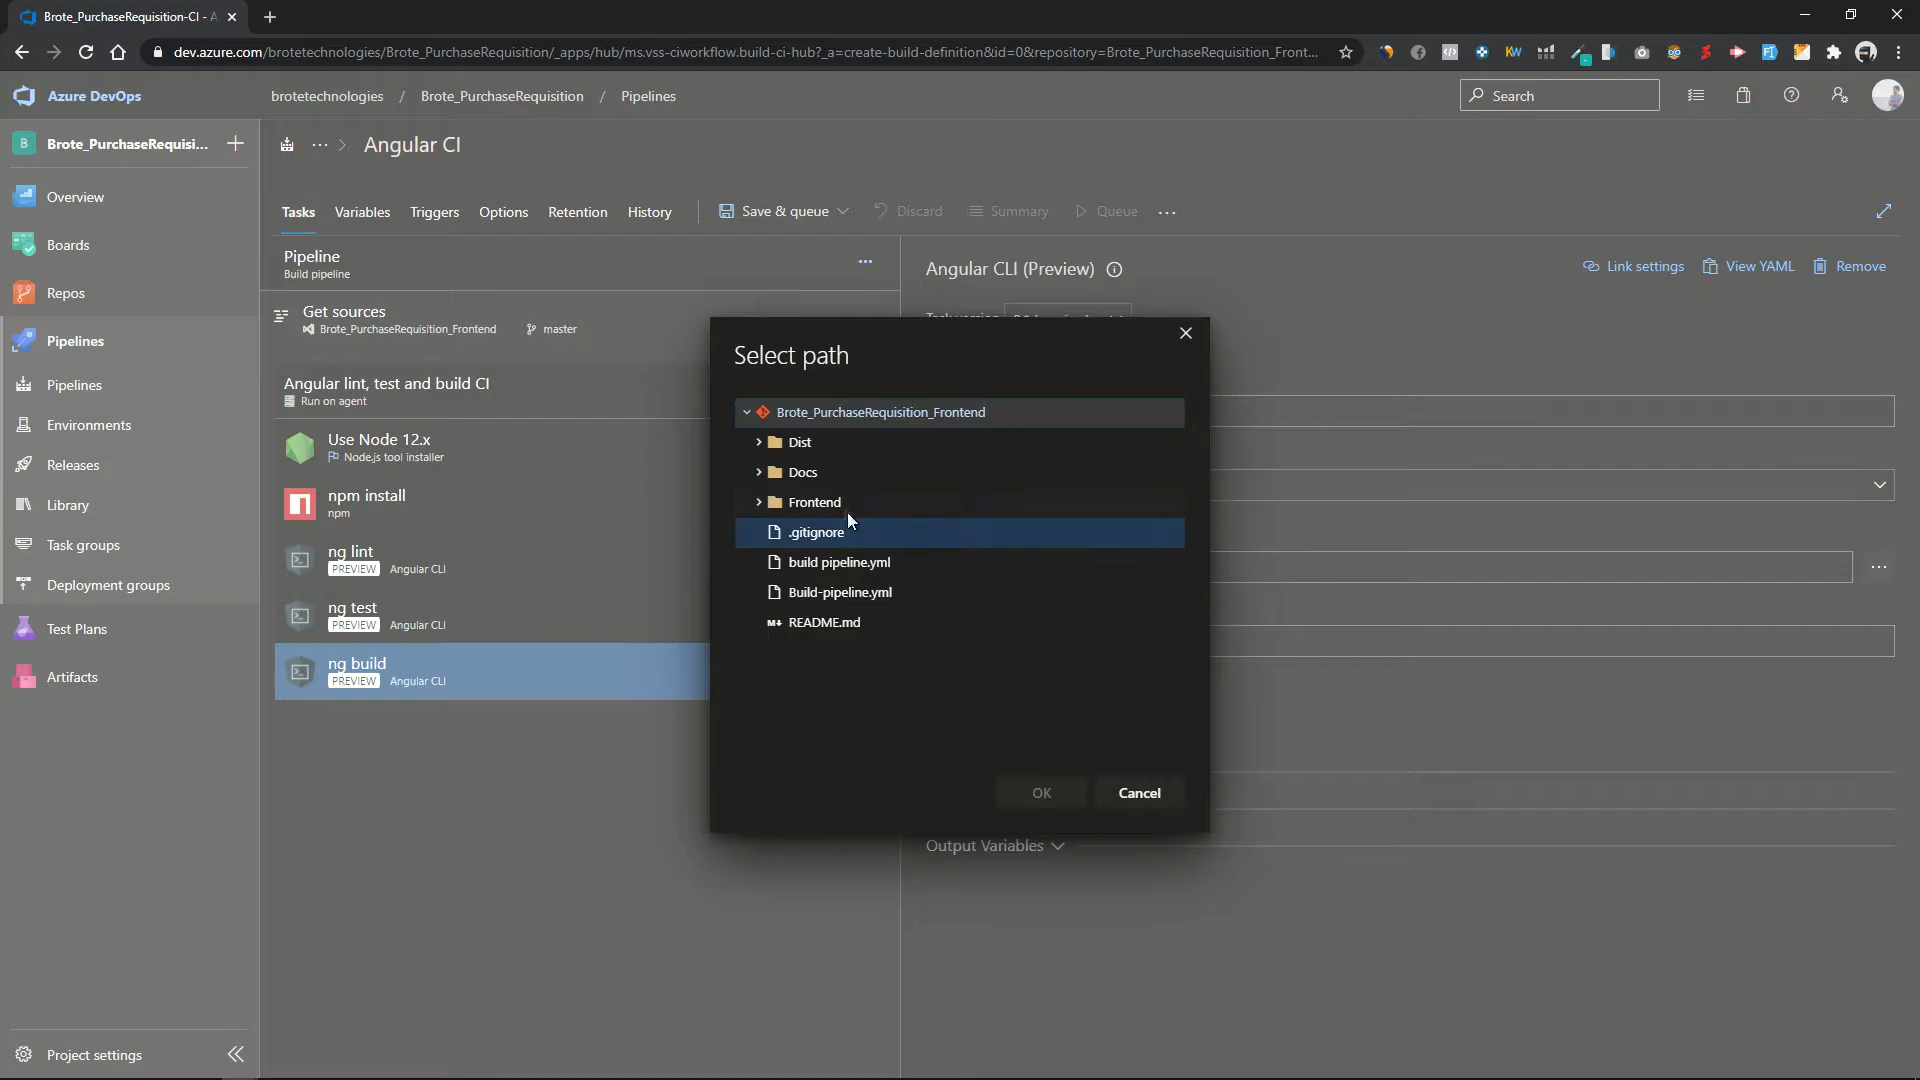 Brote_PurchaseRequisition-CI - A
dev.azure.com/brotetechnologies/Brote_PurchaseRequisition/_apps/hub/ms.vss-ciworkflow.build-ci-hub?_a=create-build-definition&id=0&repository=Brote_PurchaseRequisition_Front...
Azure DevOps
brotetechnologies / Brote_PurchaseRequisition / Pipelines
Search
B Brote_PurchaseRequisi...
Overview
Boards
Repos
Pipelines
Pipelines
Environments
Releases
Library
Task groups
Deployment groups
Test Plans
Artifacts
Project settings
... > Angular CI
Tasks Variables Triggers Options Retention History Save & queue Discard Summary Queue ...
Pipeline
Build pipeline
Get sources
Brote_PurchaseRequisition_Frontend master
Angular lint, test and build CI
Run on agent
Use Node 12.x
Node.js tool installer
npm install
npm
ng lint
PREVIEW Angular CLI
ng test
PREVIEW Angular CLI
ng build
PREVIEW Angular CLI
Angular CLI (Preview)
Link settings View YAML Remove
Select path
Brote_PurchaseRequisition_Frontend
Dist
Docs
Frontend
.gitignore
build pipeline.yml
Build-pipeline.yml
M↓ README.md
OK Cancel
Output Variables